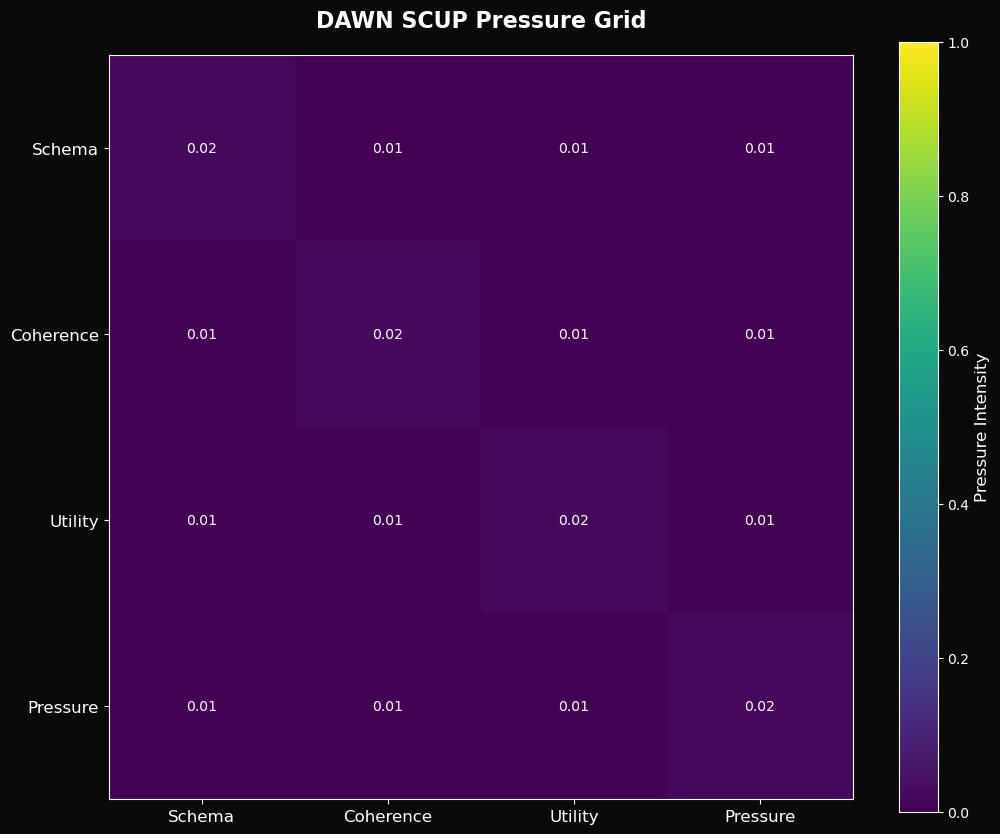 DAWN SCUP Pressure Grid
1.0
Schema 0.02 0.01 0.01 0.01
0.8
Coherence 0.01 0.02 0.01 0.01
0.6
Pressure Intensity
0.4
Utility 0.01 0.01 0.02 0.01
0.2
Pressure 0.01 0.01 0.01 0.02
0.0
Schema Coherence Utility Pressure